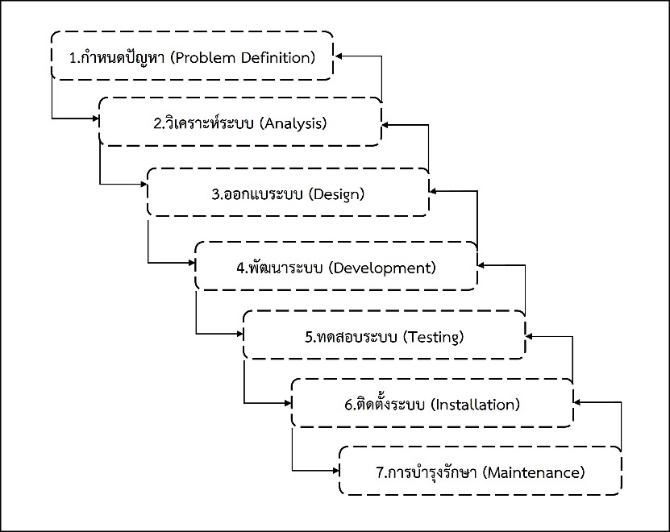 1.กำหนดปัญหา (Problem Definition)
2.วิเคราะห์ระบบ (Analysis)
3.ออกแบระบบ (Design)
4.พัฒนาระบบ (Development)
5.ทดสอบระบบ (Testing)
6.ติดตั้งระบบ (Installation)
7.การบำรุงรักษา (Maintenance)